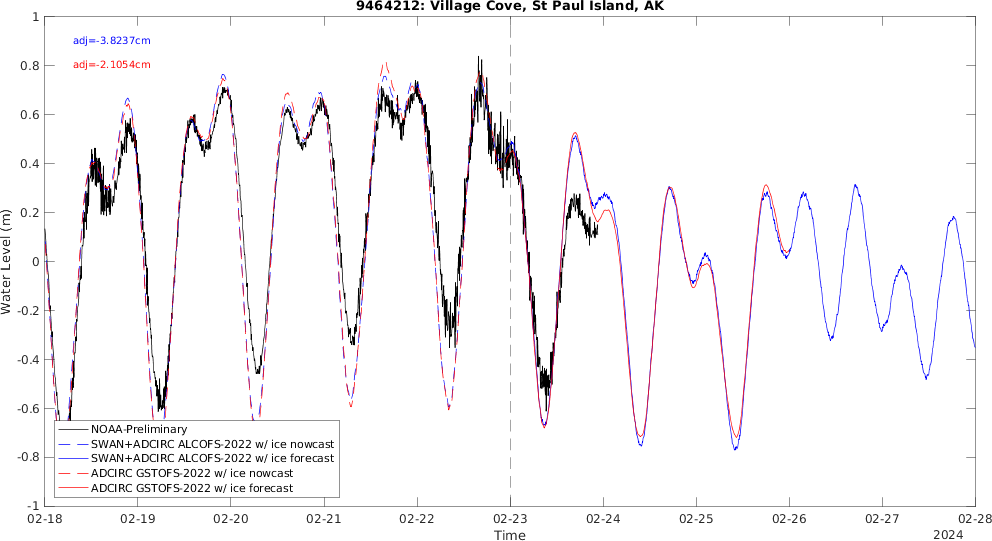 9464212: Village Cove, St Paul Island, AK
adj=-3.8237cm
adj=-2.1054cm
Water Level (m)
1
0.8
0.6
0.4
0.2
0
-0.2
-0.4
-0.6
-0.8
-1
NOAA-Preliminary
SWAN+ADCIRC ALCOFS-2022 w/ ice nowcast
SWAN+ADCIRC ALCOFS-2022 w/ ice forecast
ADCIRC GSTOFS-2022 w/ ice nowcast
ADCIRC GSTOFS-2022 w/ ice forecast
02-18 02-19 02-20 02-21 02-22 02-23 02-24 02-25 02-26 02-27 02-28
Time
2024